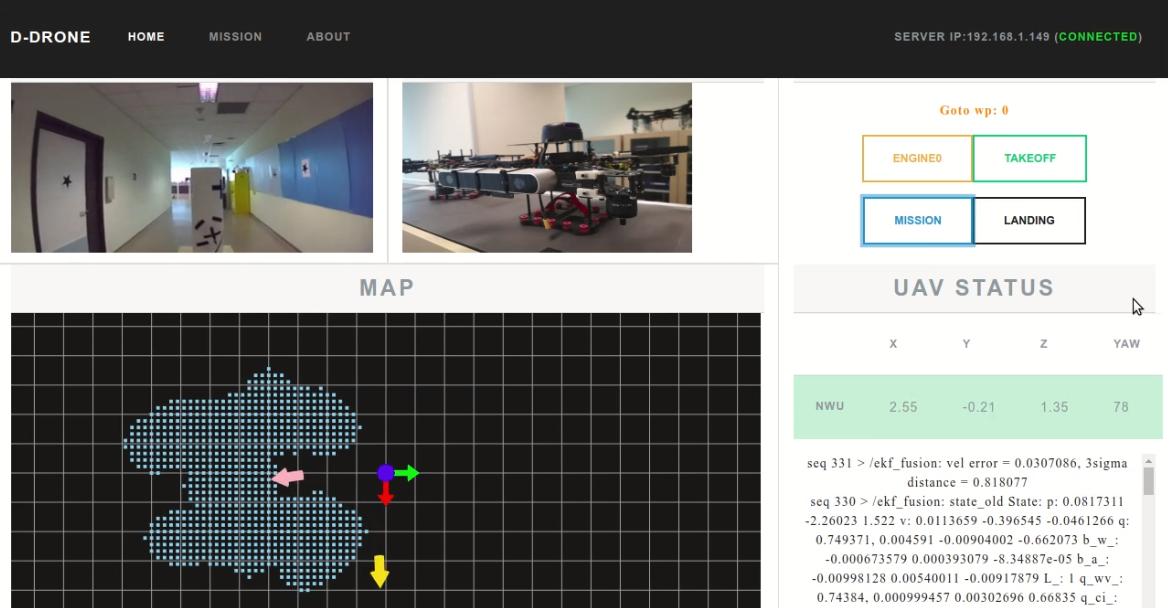 D-DRONE HOME MISSION ABOUT SERVER IP:192.168.1.149 (CONNECTED)
Goto wp: 0
ENGINE0 TAKEOFF
MISSION LANDING
MAP
UAV STATUS
X Y Z YAW
NWU 2.55 -0.21 1.35 78
seq 331 > /ekf_fusion: vel error = 0.0307086, 3sigma
distance = 0.818077
seq 330 > /ekf_fusion: state_old State: p: 0.0817311
-2.26023 1.522 v: 0.0113659 -0.396545 -0.0461266 q:
0.749371, 0.004591 -0.00904002 -0.662073 b_w_:
-0.000673579 0.000393079 -8.34887e-05 b_a_:
-0.00998128 0.00540011 -0.00917879 L_: 1 q_wv_:
0.74384, 0.000999457 0.00302696 0.66835 q_ci_: